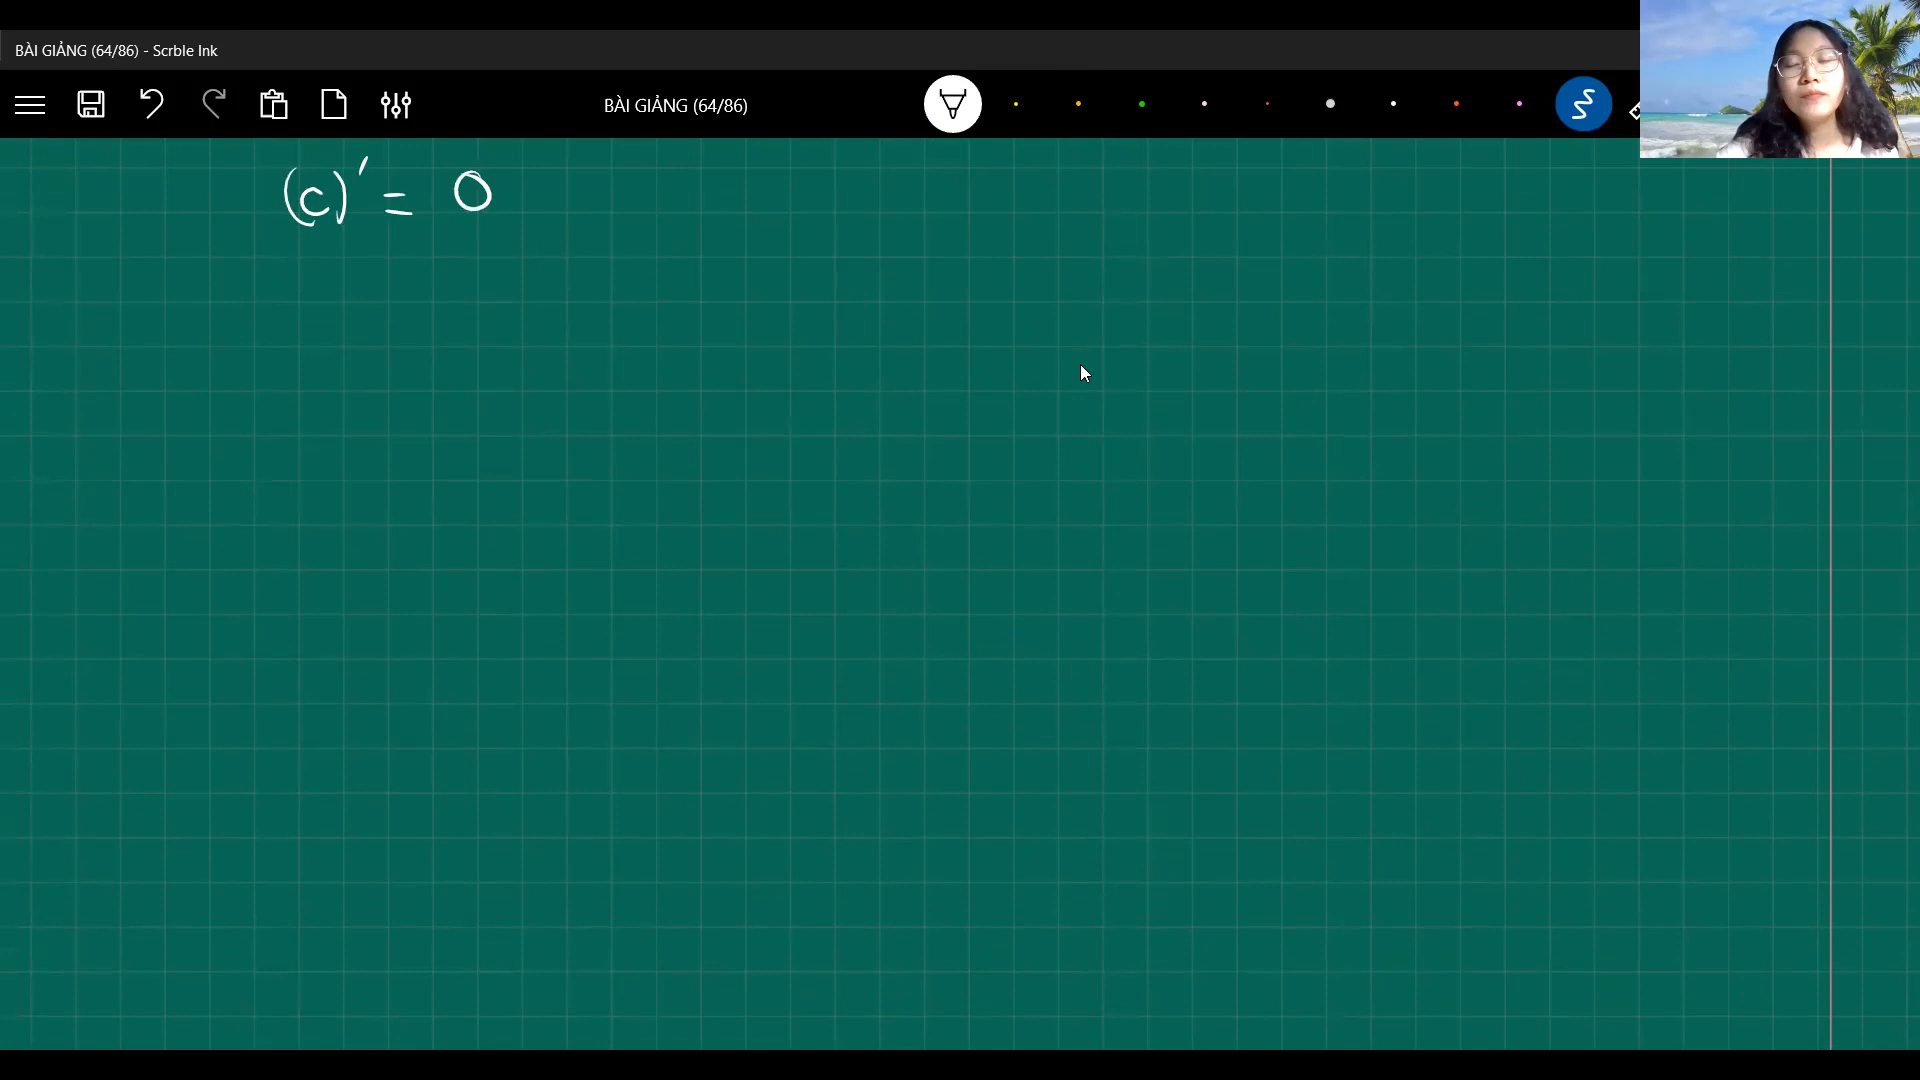 BÀI GIẢNG (64/86) - Scrble Ink
BÀI GIẢNG (64/86)
(c)' = 0